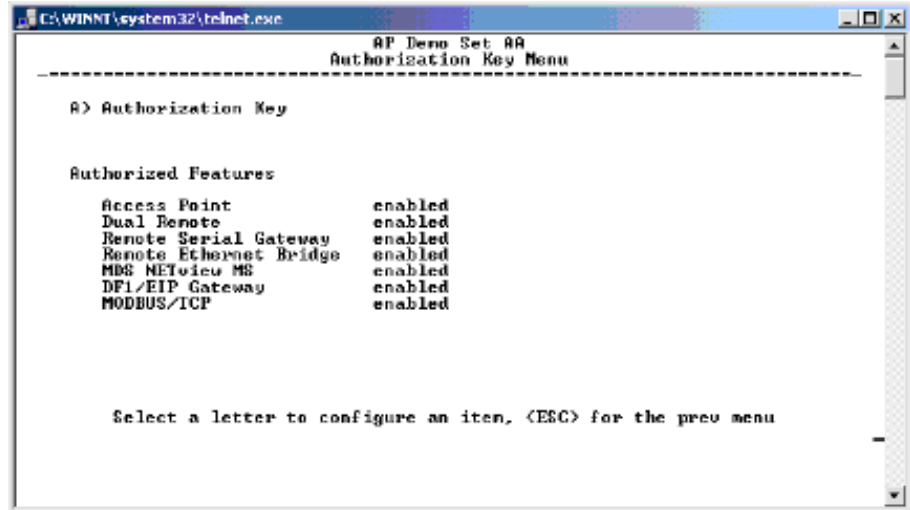 C:\WINNT\system32\telnet.exe
AP Demo Set AA
Authorization Key Menu
A) Authorization Key
Authorized Features
Access Point enabled
Dual Remote enabled
Remote Serial Gateway enabled
Remote Ethernet Bridge enabled
MDS NETview MS enabled
DF1/EIP Gateway enabled
MODBUS/TCP enabled
Select a letter to configure an item, <ESC> for the prev menu